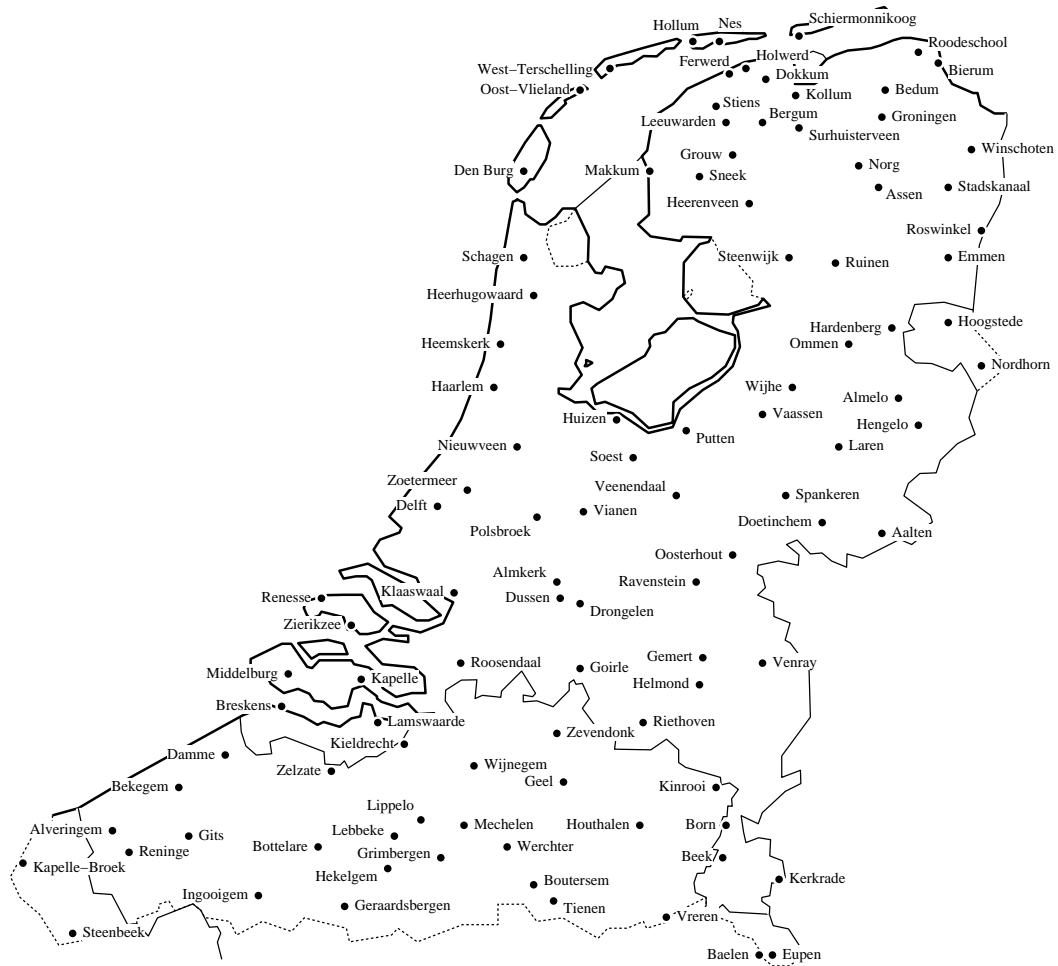 Schiermonnikoog
Hollum
Nes
Roodeschool
Holwerd
Ferwerd
West–Terschelling
Bierum
Dokkum
Oost–Vlieland
Kollum
Bedum
Stiens
Bergum
Groningen
Leeuwarden
Surhuisterveen
Winschoten
Grouw
Norg
Den Burg
Makkum
Sneek
Assen
Stadskanaal
Heerenveen
Roswinkel
Schagen
Steenwijk
Ruinen
Emmen
Heerhugowaard
Hoogstede
Hardenberg
Heemskerk
Ommen
Nordhorn
Haarlem
Wijhe
Almelo
Vaassen
Huizen
Hengelo
Putten
Nieuwveen
Laren
Soest
Zoetermeer
Veenendaal
Spankeren
Delft
Vianen
Polsbroek
Doetinchem
Aalten
Oosterhout
Almkerk
Ravenstein
Klaaswaal
Renesse
Dussen
Drongelen
Zierikzee
Gemert
Roosendaal
Goirle
Venray
Middelburg
Kapelle
Helmond
Breskens
Lamswaarde
Riethoven
Zevendonk
Kieldrecht
Damme
Wijnegem
Zelzate
Geel
Bekegem
Kinrooi
Lippelo
Alveringem
Gits
Lebbeke
Mechelen
Houthalen
Born
Reninge
Bottelare
Werchter
Grimbergen
Beek
Kapelle–Broek
Hekelgem
Kerkrade
Boutersem
Ingooigem
Geraardsbergen
Tienen
Vreren
Steenbeek
Baelen
Eupen